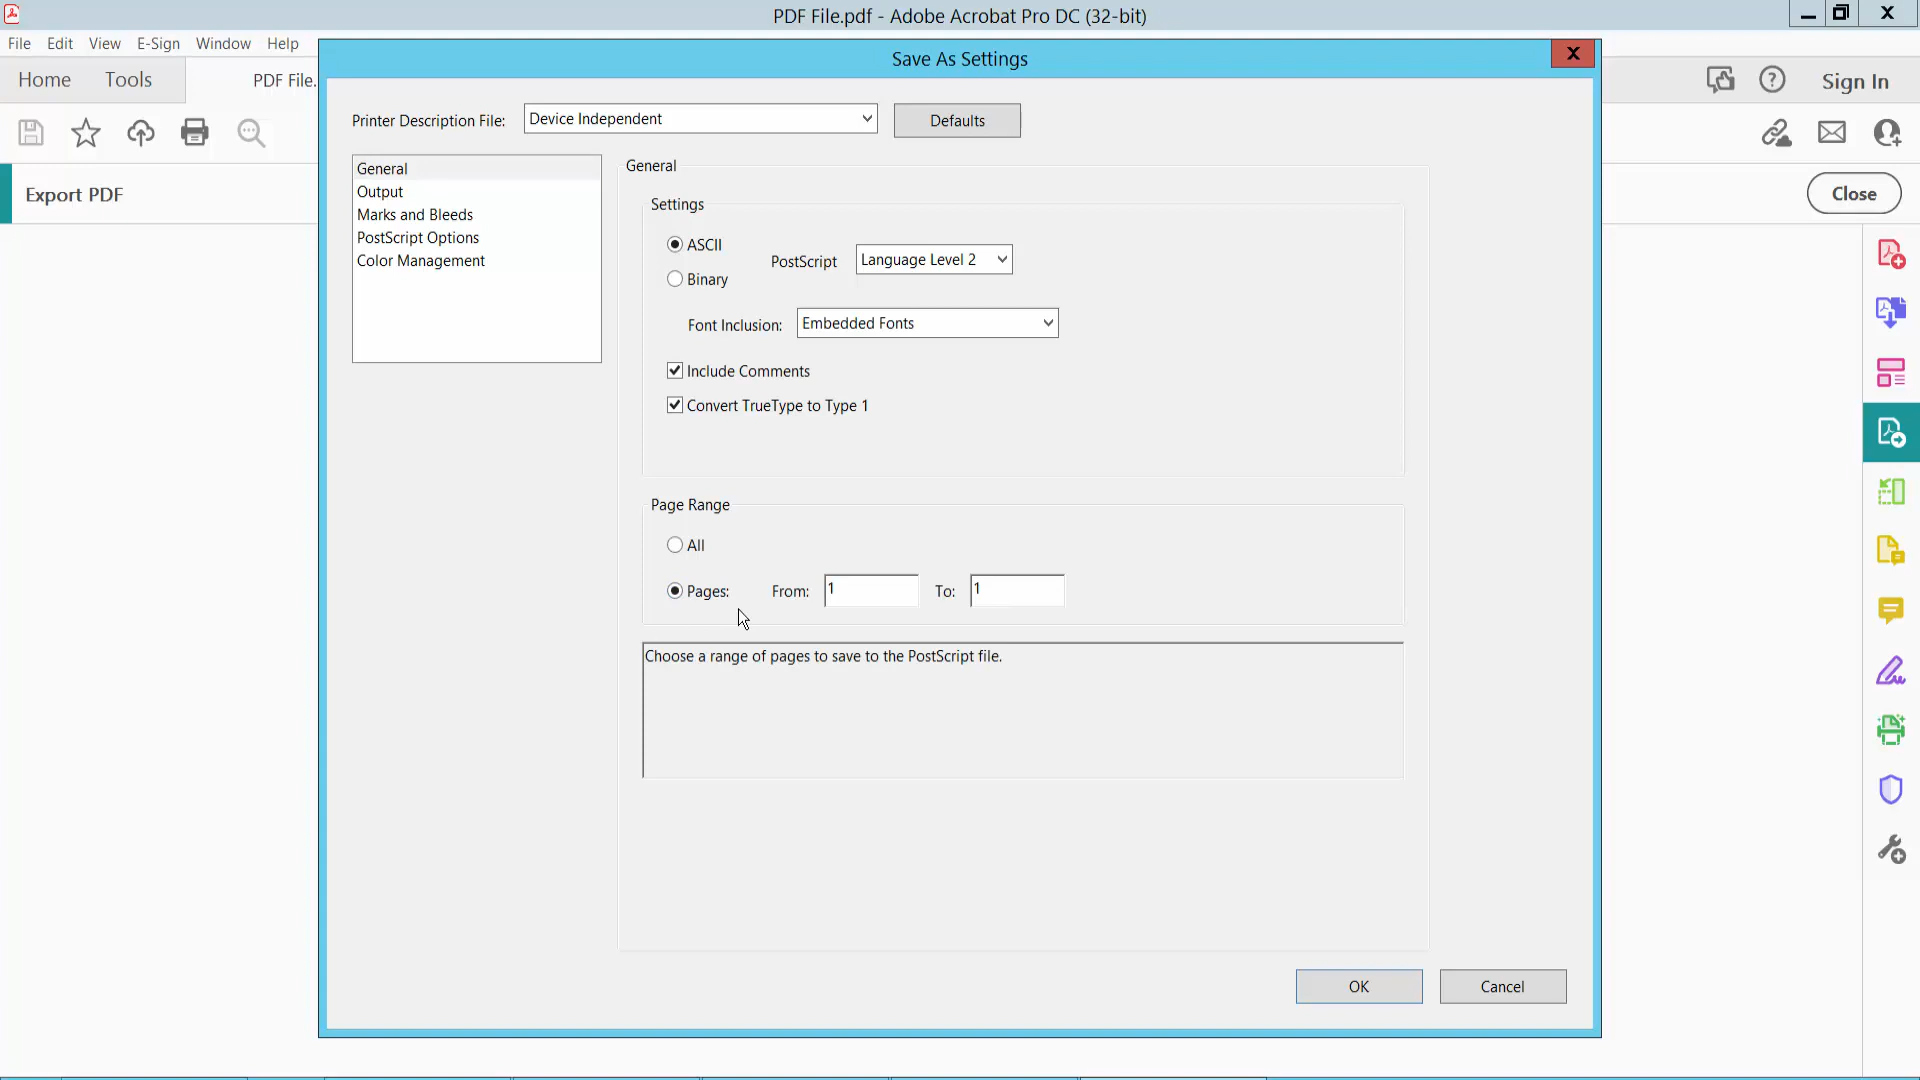 PDF File.pdf - Adobe Acrobat Pro DC (32-bit)
File Edit View E-Sign Window Help
Save As Settings
X
Home Tools PDF File.
Sign In
Printer Description File: Device Independent Defaults
General
Output
Marks and Bleeds
PostScript Options
Color Management
Export PDF
Close
General
Settings
ASCII
Binary
PostScript Language Level 2
Font Inclusion: Embedded Fonts
Include Comments
Convert TrueType to Type 1
Page Range
All
Pages: From: 1 To: 1
Choose a range of pages to save to the PostScript file.
OK Cancel